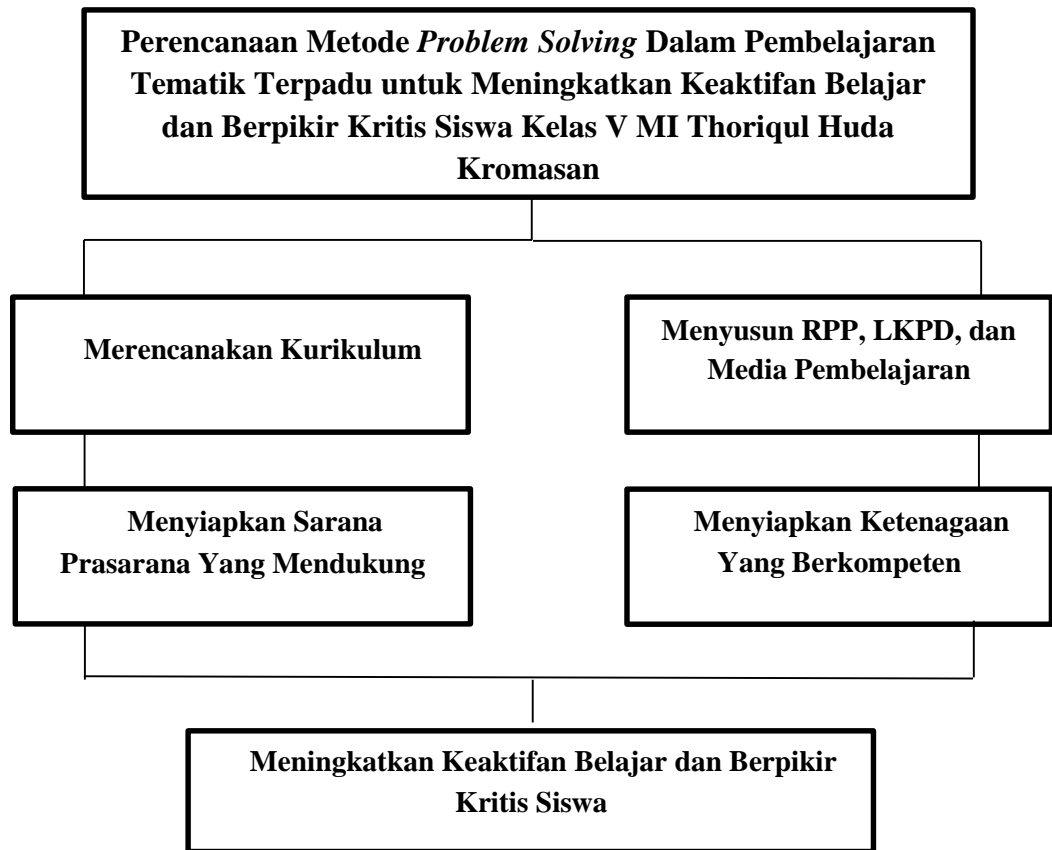 Perencanaan Metode Problem Solving Dalam Pembelajaran
Tematik Terpadu untuk Meningkatkan Keaktifan Belajar
dan Berpikir Kritis Siswa Kelas V MI Thoriqul Huda
Kromasan
Merencanakan Kurikulum
Menyusun RPP, LKPD, dan
Media Pembelajaran
Menyiapkan Sarana
Prasarana Yang Mendukung
Menyiapkan Ketenagaan
Yang Berkompeten
Meningkatkan Keaktifan Belajar dan Berpikir
Kritis Siswa